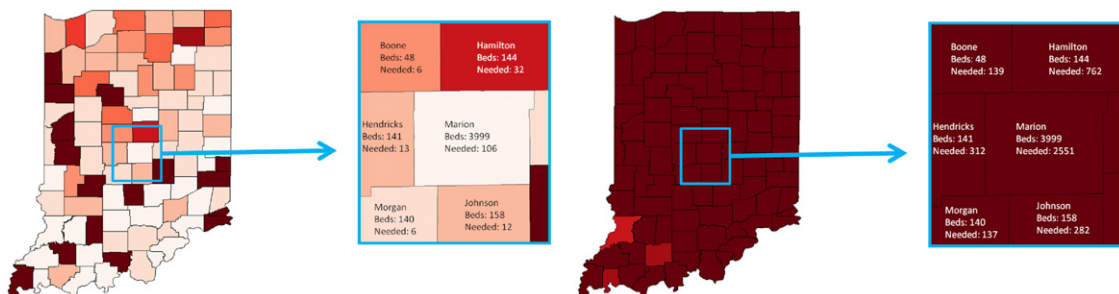 Boone
Beds: 48
Needed: 6
Hamilton
Beds: 144
Needed: 32
Hendricks
Beds: 141
Needed: 13
Marion
Beds: 3999
Needed: 106
Morgan
Beds: 140
Needed: 6
Johnson
Beds: 158
Needed: 12
Boone
Beds: 48
Needed: 139
Hamilton
Beds: 144
Needed: 762
Hendricks
Beds: 141
Needed: 312
Marion
Beds: 3999
Needed: 2551
Morgan
Beds: 140
Needed: 137
Johnson
Beds: 158
Needed: 282